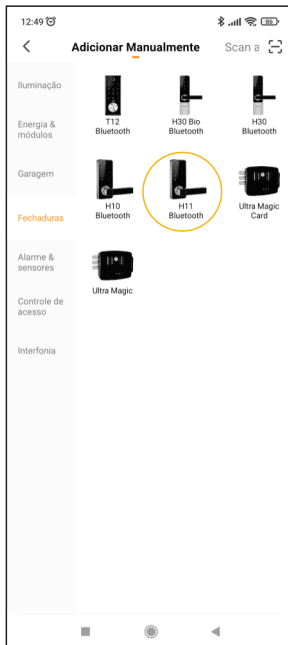 12:49
86
Adicionar Manualmente
Scan a
Iluminação
Energia &
módulos
Garagem
Fechaduras
Alarme &
sensores
Controle de
acesso
Interfonia
T12
Bluetooth
H30 Bio
Bluetooth
H30
Bluetooth
H10
Bluetooth
H11
Bluetooth
Ultra Magic
Card
Ultra Magic